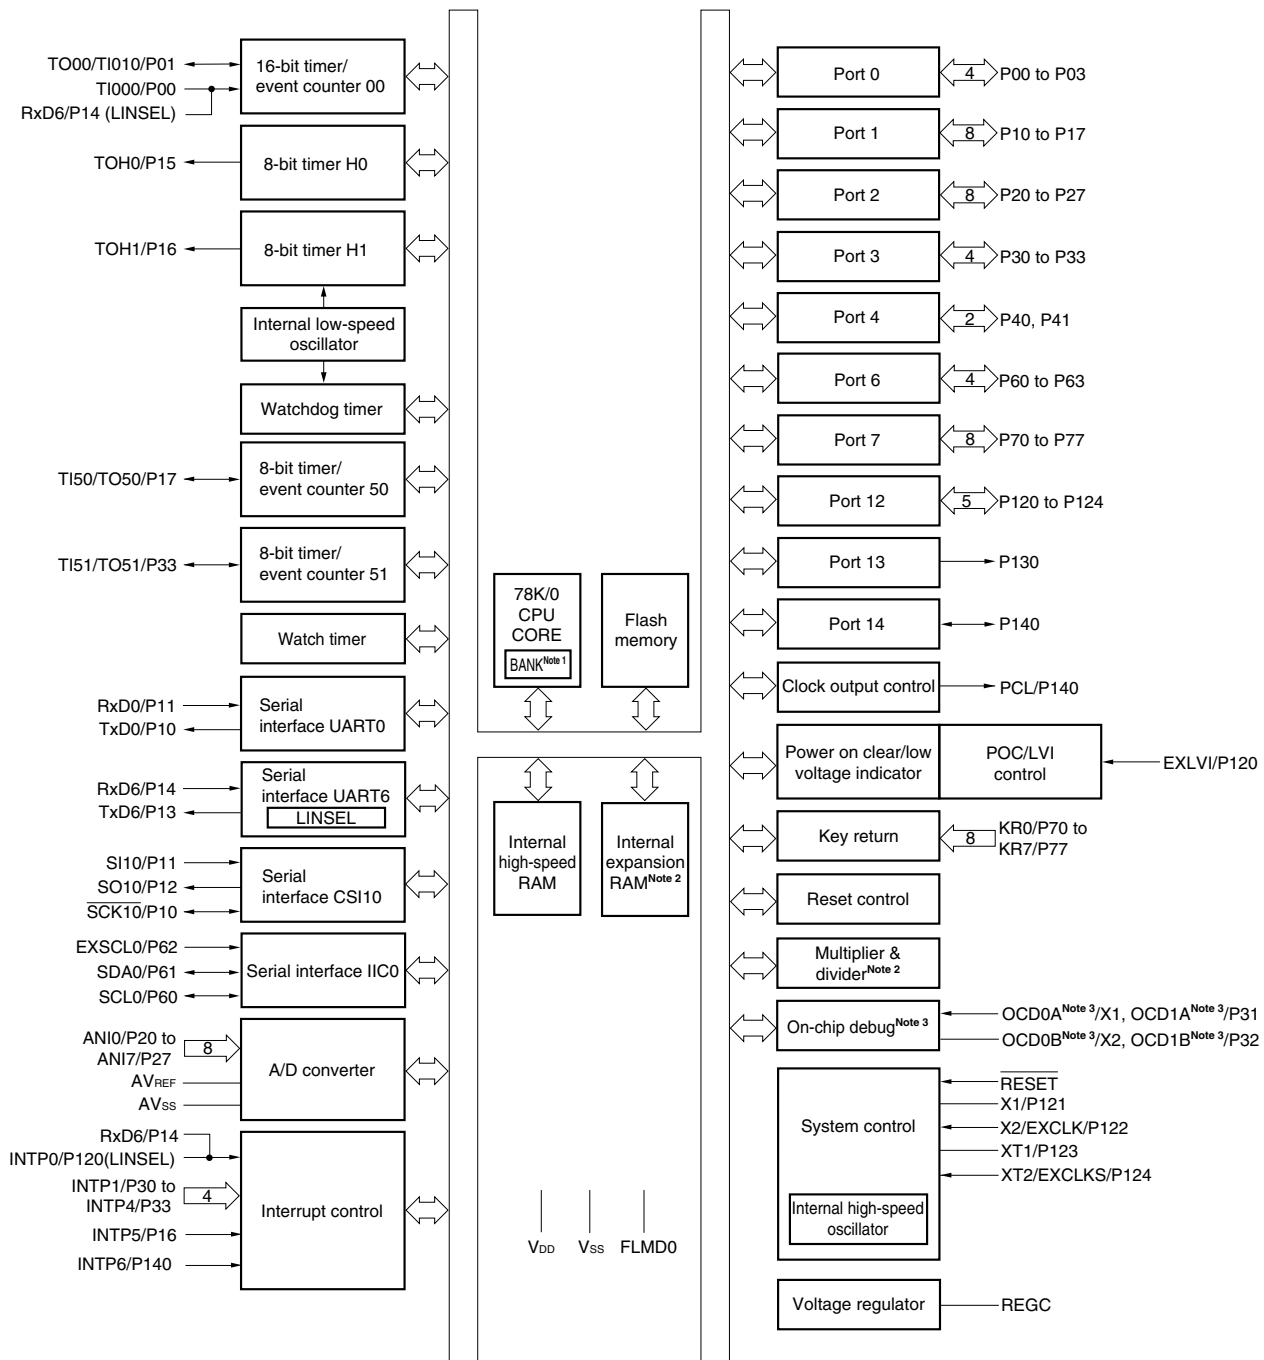 TO00/TI010/P01
TI000/P00
RxD6/P14 (LINSEL)
16-bit timer/
event counter 00
TOH0/P15
8-bit timer H0
TOH1/P16
8-bit timer H1
Internal low-speed
oscillator
Watchdog timer
TI50/TO50/P17
8-bit timer/
event counter 50
TI51/TO51/P33
8-bit timer/
event counter 51
Watch timer
RxD0/P11
TxD0/P10
Serial
interface UART0
RxD6/P14
TxD6/P13
Serial
interface UART6
LINSEL
SI10/P11
SO10/P12
SCK10/P10
Serial
interface CSI10
EXSCL0/P62
SDA0/P61
SCL0/P60
Serial interface IIC0
ANI0/P20 to
ANI7/P27
8
AVREF
AVSS
A/D converter
RxD6/P14
INTP0/P120(LINSEL)
INTP1/P30 to
INTP4/P33
4
INTP5/P16
INTP6/P140
Interrupt control
78K/0
CPU
CORE
BANKNote 1
Flash
memory
Internal
high-speed
RAM
Internal
expansion
RAMNote 2
VDD
VSS
FLMD0
Port 0
4
P00 to P03
Port 1
8
P10 to P17
Port 2
8
P20 to P27
Port 3
4
P30 to P33
Port 4
2
P40, P41
Port 6
4
P60 to P63
Port 7
8
P70 to P77
Port 12
5
P120 to P124
Port 13
P130
Port 14
P140
Clock output control
PCL/P140
Power on clear/low
voltage indicator
POC/LVI
control
EXLVI/P120
Key return
8
KR0/P70 to
KR7/P77
Reset control
Multiplier &
dividerNote 2
On-chip debugNote 3
OCD0ANote 3/X1, OCD1ANote 3/P31
OCD0BNote 3/X2, OCD1BNote 3/P32
System control
RESET
X1/P121
X2/EXCLK/P122
XT1/P123
XT2/EXCLKS/P124
Internal high-speed
oscillator
Voltage regulator
REGC